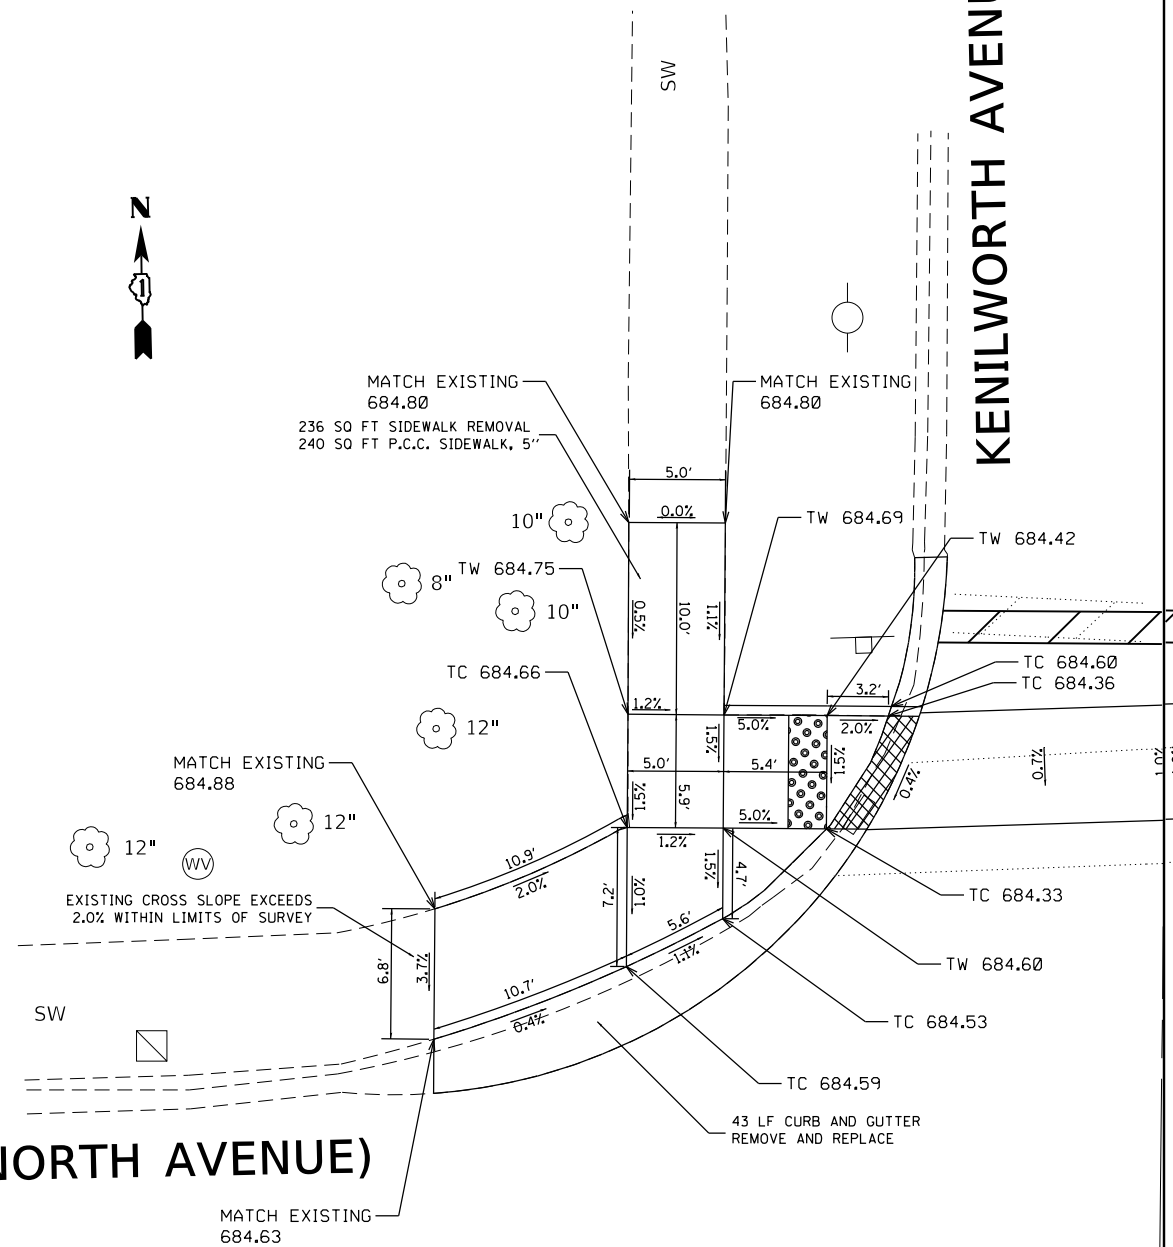 SW
KENILWORTH AVENU
N
1
MATCH EXISTING
684.80
MATCH EXISTING
684.80
236 SQ FT SIDEWALK REMOVAL
240 SQ FT P.C.C. SIDEWALK, 5''
5.0'
0.0%
10"
TW 684.69
TW 684.42
8"
TW 684.75
10"
0.5%
10.0'
1.1%
TC 684.66
TC 684.60
TC 684.36
3.2'
1.2%
5.0%
2.0%
12"
1.5%
1.5%
5.0'
5.4'
0.7%
1.0%
0.4%
MATCH EXISTING
684.88
1.5%
5.9'
5.0%
12"
12"
1.2%
WV
10.9'
2.0%
7.2'
1.0%
1.5%
4.7'
EXISTING CROSS SLOPE EXCEEDS
2.0% WITHIN LIMITS OF SURVEY
TC 684.33
5.6'
1.1%
6.8'
3.7%
TW 684.60
10.7'
0.4%
SW
TC 684.53
TC 684.59
43 LF CURB AND GUTTER
REMOVE AND REPLACE
NORTH AVENUE)
MATCH EXISTING
684.63